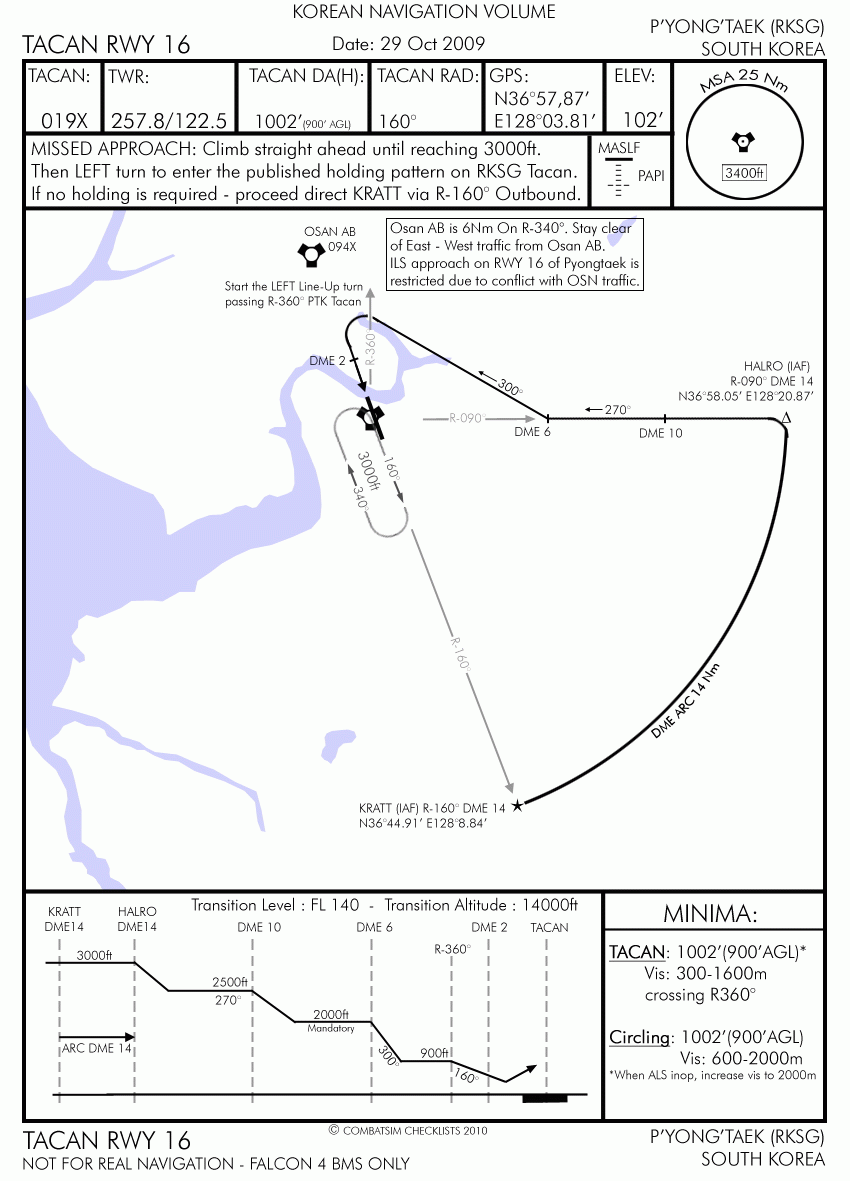 KOREAN NAVIGATION VOLUME
TACAN RWY 16
Date: 29 Oct 2009
P'YONG'TAEK (RKSG)
SOUTH KOREA
TACAN:
019X
TWR:
257.8/122.5
TACAN DA(H):
1002'(900' AGL)
TACAN RAD:
160°
GPS:
N36°57,87'
E128°03.81'
ELEV:
102'
MSA 25 Nm
3400ft
MISSED APPROACH: Climb straight ahead until reaching 3000ft.
Then LEFT turn to enter the published holding pattern on RKSG Tacan.
If no holding is required - proceed direct KRATT via R-160° Outbound.
MASLF
PAPI
OSAN AB
094X
Osan AB is 6Nm On R-340°. Stay clear
of East - West traffic from Osan AB.
ILS approach on RWY 16 of Pyongtaek is
restricted due to conflict with OSN traffic.
Start the LEFT Line-Up turn
passing R-360° PTK Tacan
R-360°
DME 2
300°
HALRO (IAF)
R-090° DME 14
N36°58.05' E128°20.87'
270°
R-090°
DME 6
DME 10
3000ft
160°
340°
R-160°
DME ARC 14 Nm
KRATT (IAF) R-160° DME 14
N36°44.91' E128°8.84'
Transition Level : FL 140 - Transition Altitude : 14000ft
KRATT
DME14
HALRO
DME14
DME 10
DME 6
DME 2
TACAN
R-360°
3000ft
2500ft
270°
2000ft
Mandatory
300°
900ft
160°
ARC DME 14
MINIMA:
TACAN: 1002'(900'AGL)*
Vis: 300-1600m
crossing R360°
Circling: 1002'(900'AGL)
Vis: 600-2000m
*When ALS inop, increase vis to 2000m
© COMBATSIM CHECKLISTS 2010
TACAN RWY 16
NOT FOR REAL NAVIGATION - FALCON 4 BMS ONLY
P'YONG'TAEK (RKSG)
SOUTH KOREA